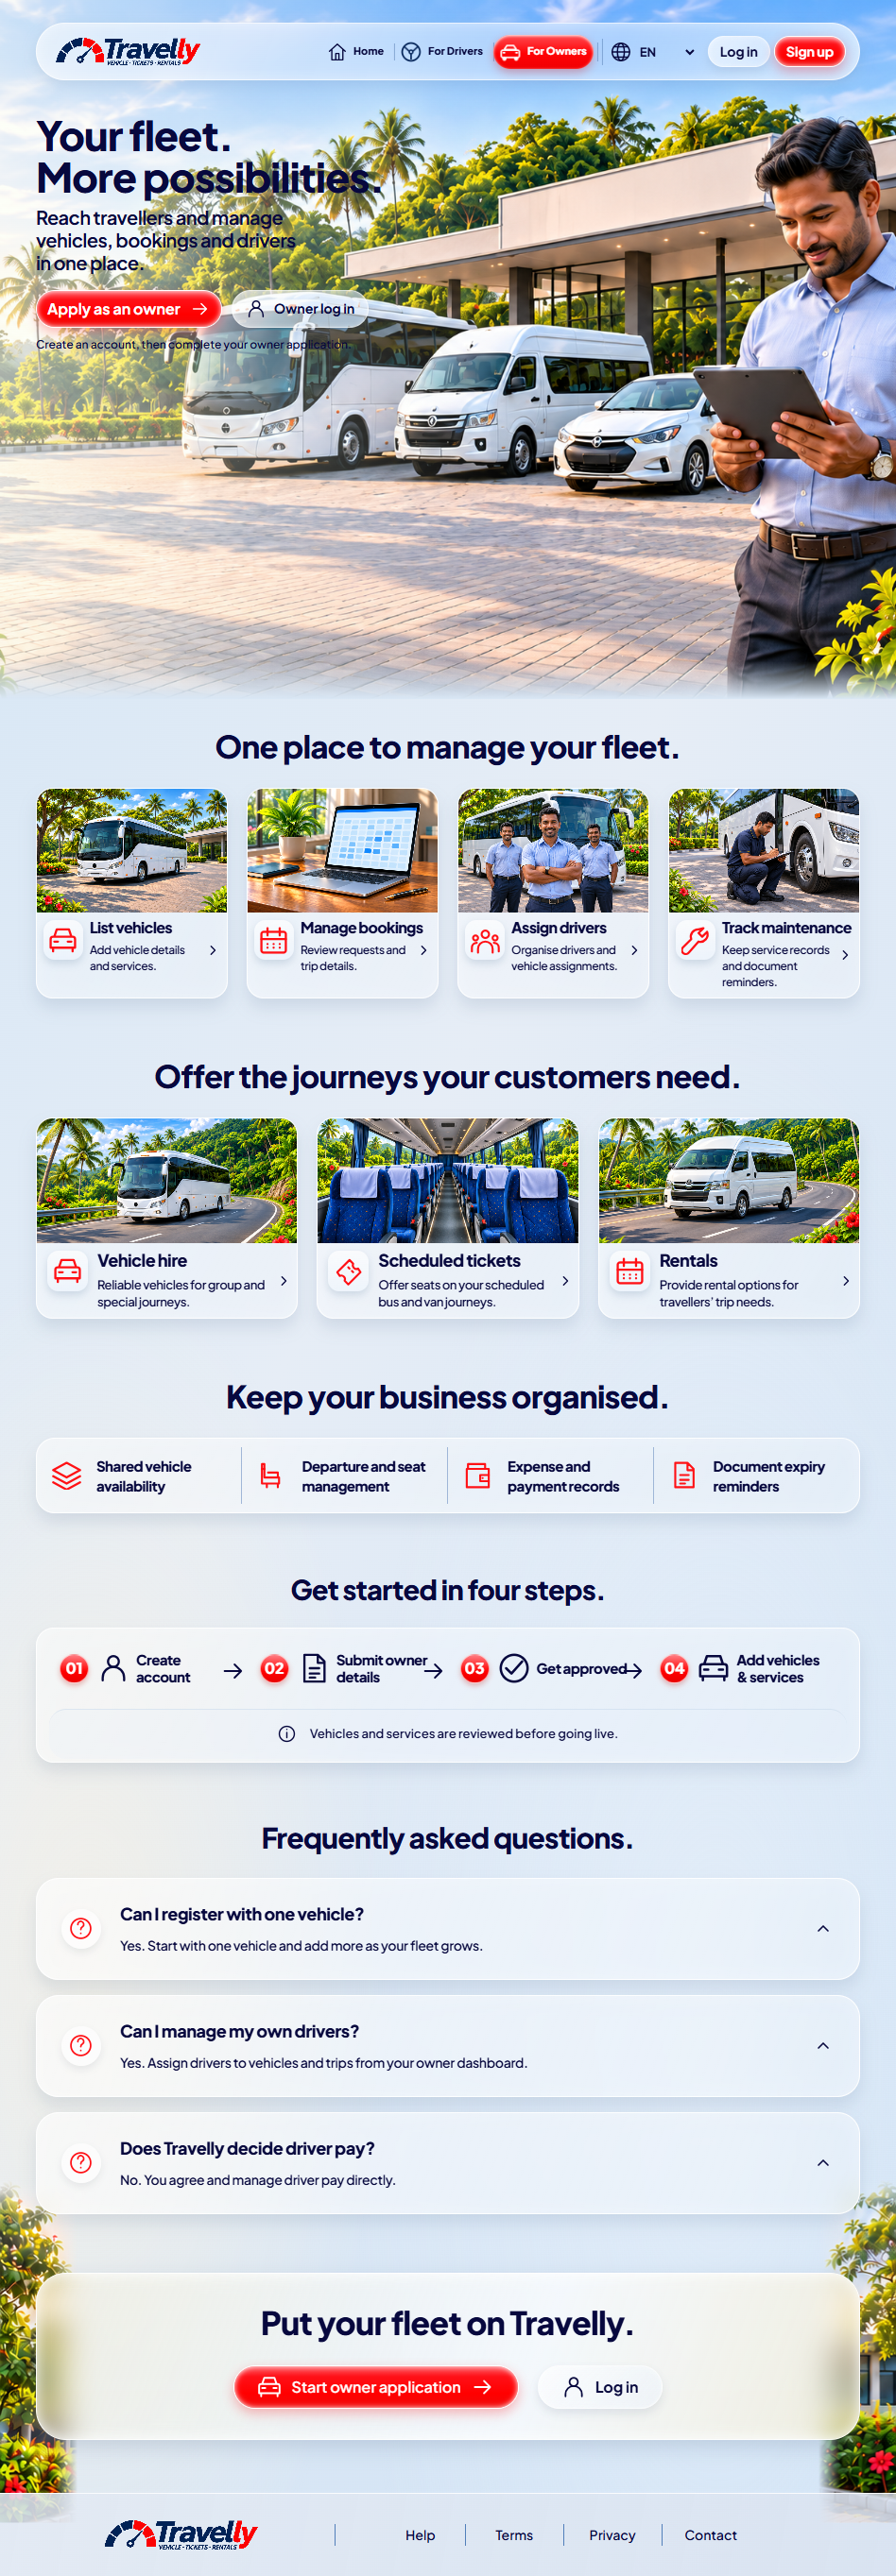 Travelly
VEHICLE · TICKETS · RENTALS
Home
For Drivers
For Owners
EN
Log in
Sign up
Your fleet.
More possibilities.
Reach travellers and manage
vehicles, bookings and drivers
in one place.
Apply as an owner
Owner log in
Create an account, then complete your owner application.
One place to manage your fleet.
List vehicles
Add vehicle details
and services.
Manage bookings
Review requests and
trip details.
Assign drivers
Organise drivers and
vehicle assignments.
Track maintenance
Keep service records
and document
reminders.
Offer the journeys your customers need.
Vehicle hire
Reliable vehicles for group and
special journeys.
Scheduled tickets
Offer seats on your scheduled
bus and van journeys.
Rentals
Provide rental options for
travellers’ trip needs.
Keep your business organised.
Shared vehicle
availability
Departure and seat
management
Expense and
payment records
Document expiry
reminders
Get started in four steps.
01
Create
account
02
Submit owner
details
03
Get approved
04
Add vehicles
& services
Vehicles and services are reviewed before going live.
Frequently asked questions.
Can I register with one vehicle?
Yes. Start with one vehicle and add more as your fleet grows.
Can I manage my own drivers?
Yes. Assign drivers to vehicles and trips from your owner dashboard.
Does Travelly decide driver pay?
No. You agree and manage driver pay directly.
Put your fleet on Travelly.
Start owner application
Log in
Travelly
VEHICLE · TICKETS · RENTALS
Help
Terms
Privacy
Contact